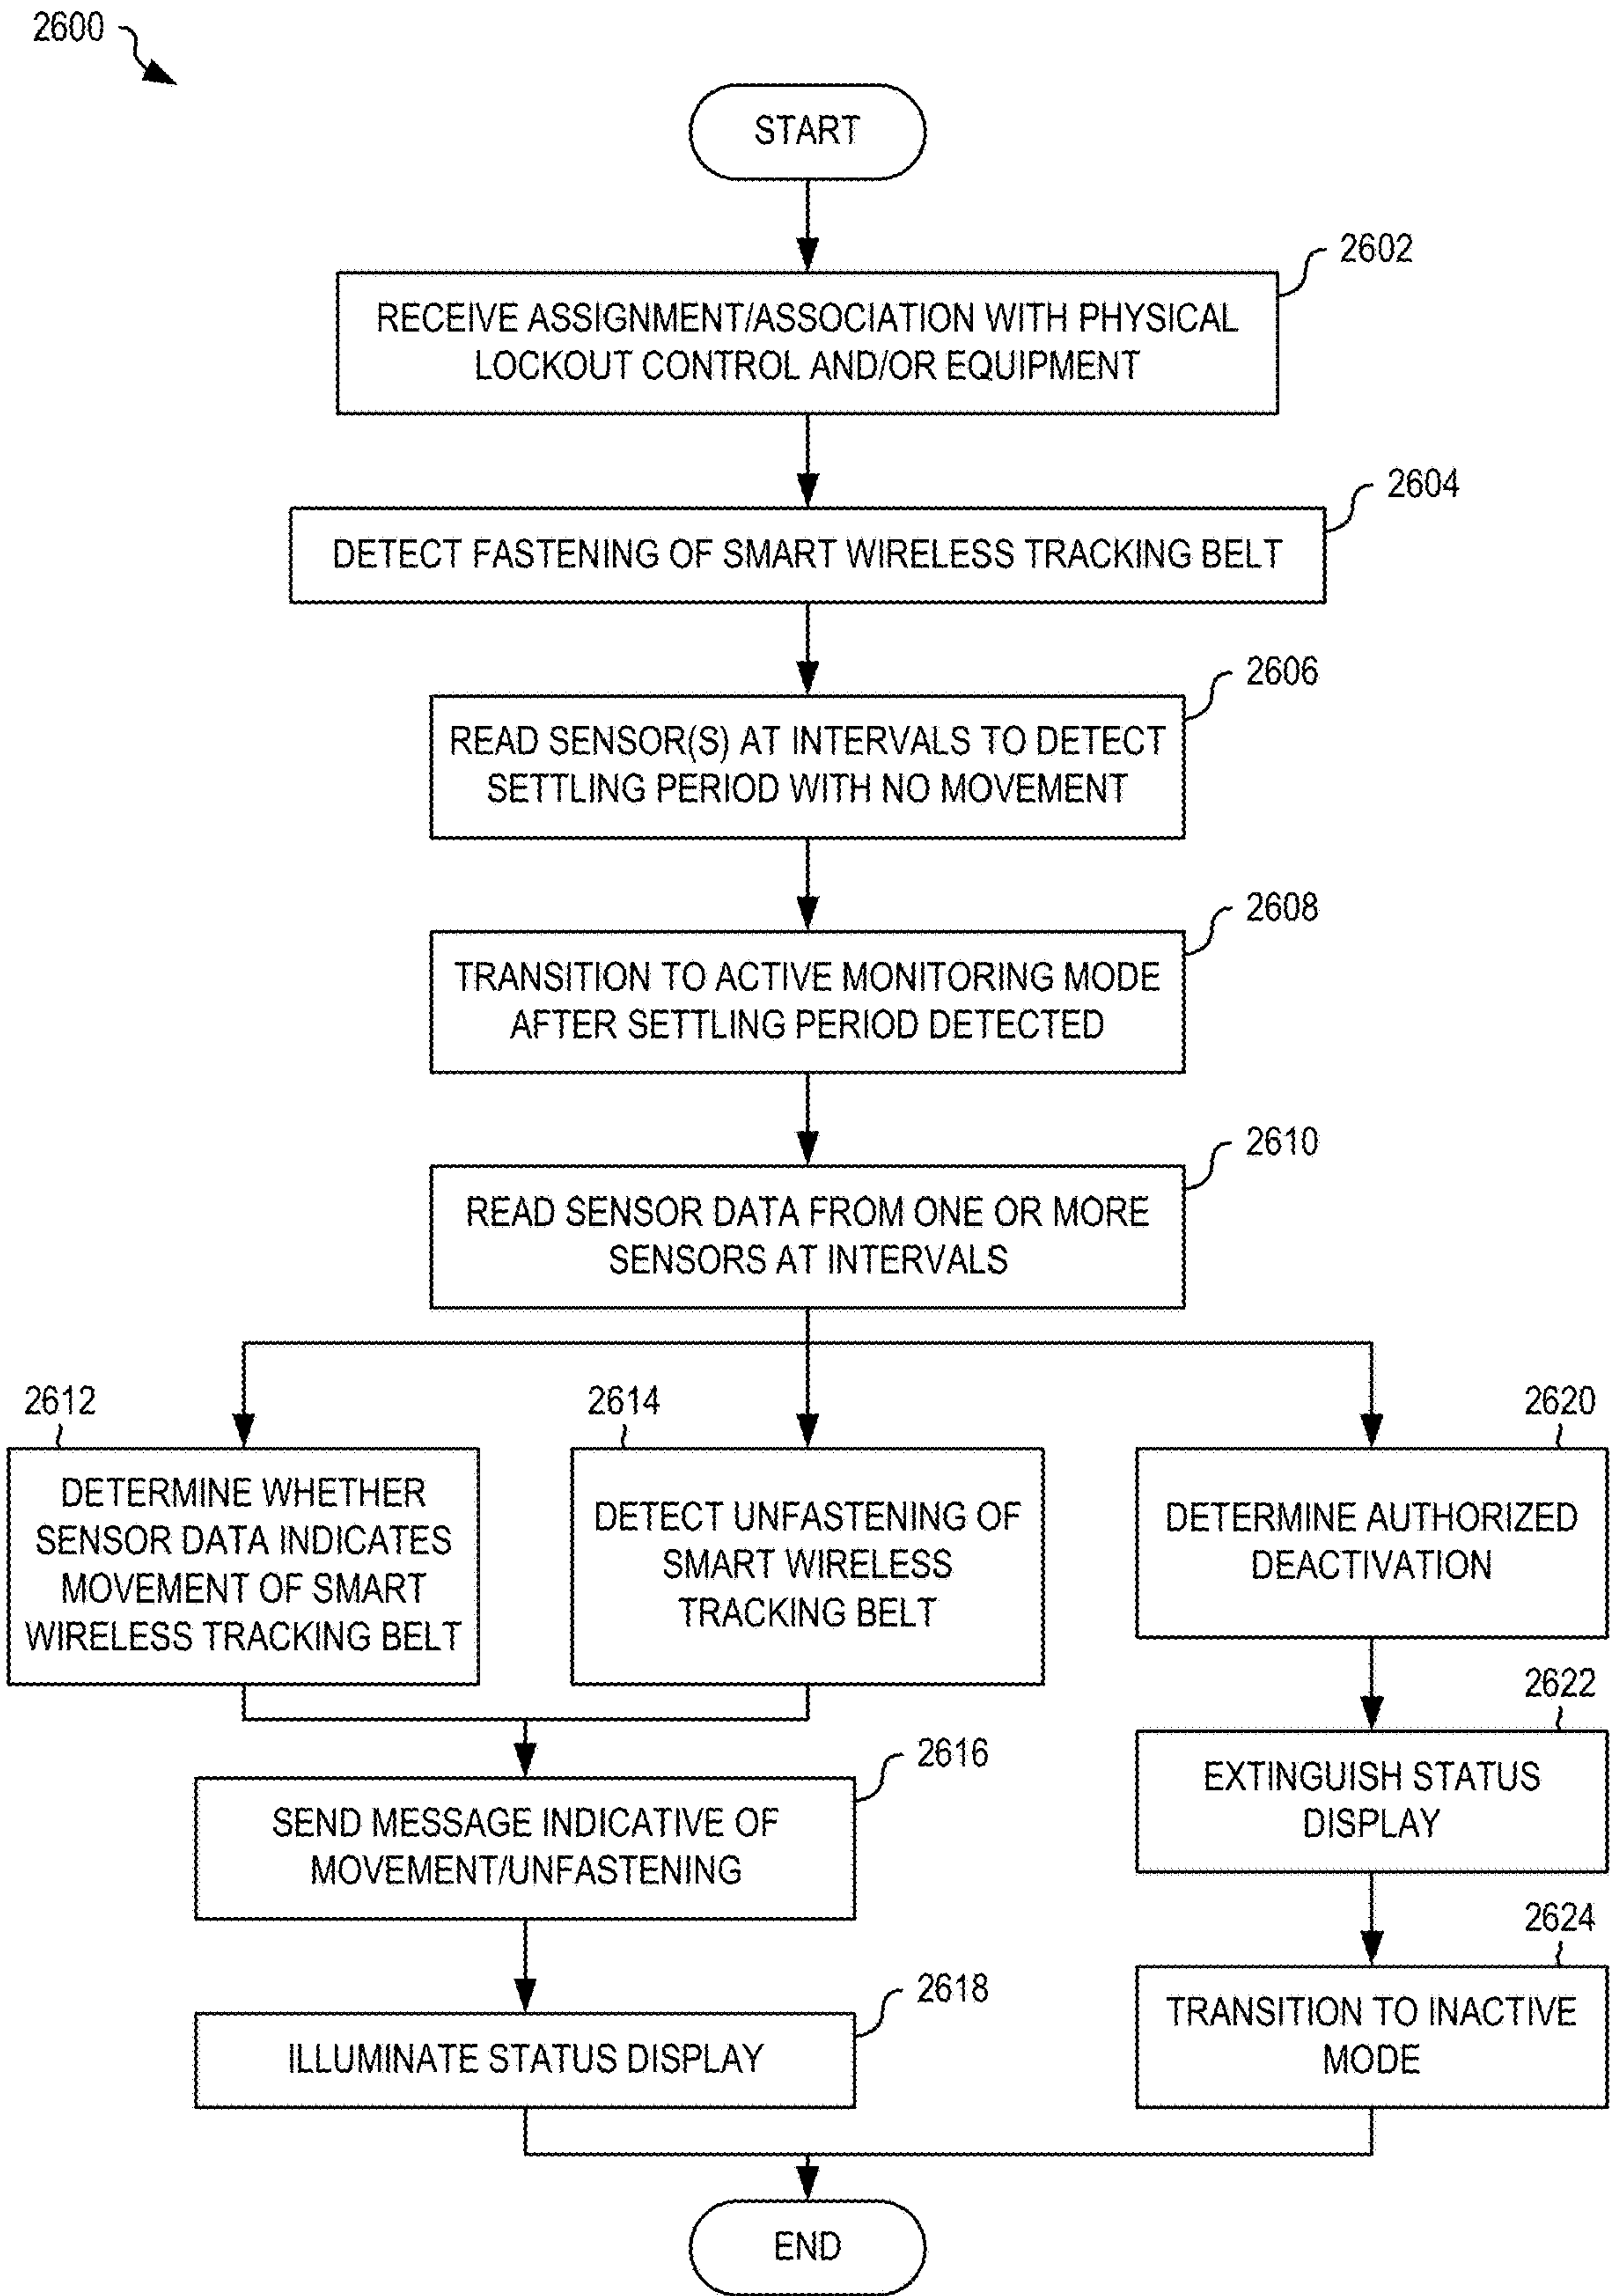 2600
START
2602
RECEIVE ASSIGNMENT/ASSOCIATION WITH PHYSICAL
LOCKOUT CONTROL AND/OR EQUIPMENT
2604
DETECT FASTENING OF SMART WIRELESS TRACKING BELT
2606
READ SENSOR(S) AT INTERVALS TO DETECT
SETTLING PERIOD WITH NO MOVEMENT
2608
TRANSITION TO ACTIVE MONITORING MODE
AFTER SETTLING PERIOD DETECTED
2610
READ SENSOR DATA FROM ONE OR MORE
SENSORS AT INTERVALS
2612
DETERMINE WHETHER
SENSOR DATA INDICATES
MOVEMENT OF SMART
WIRELESS TRACKING BELT
2614
DETECT UNFASTENING OF
SMART WIRELESS
TRACKING BELT
2616
SEND MESSAGE INDICATIVE OF
MOVEMENT/UNFASTENING
2618
ILLUMINATE STATUS DISPLAY
2620
DETERMINE AUTHORIZED
DEACTIVATION
2622
EXTINGUISH STATUS
DISPLAY
2624
TRANSITION TO INACTIVE
MODE
END